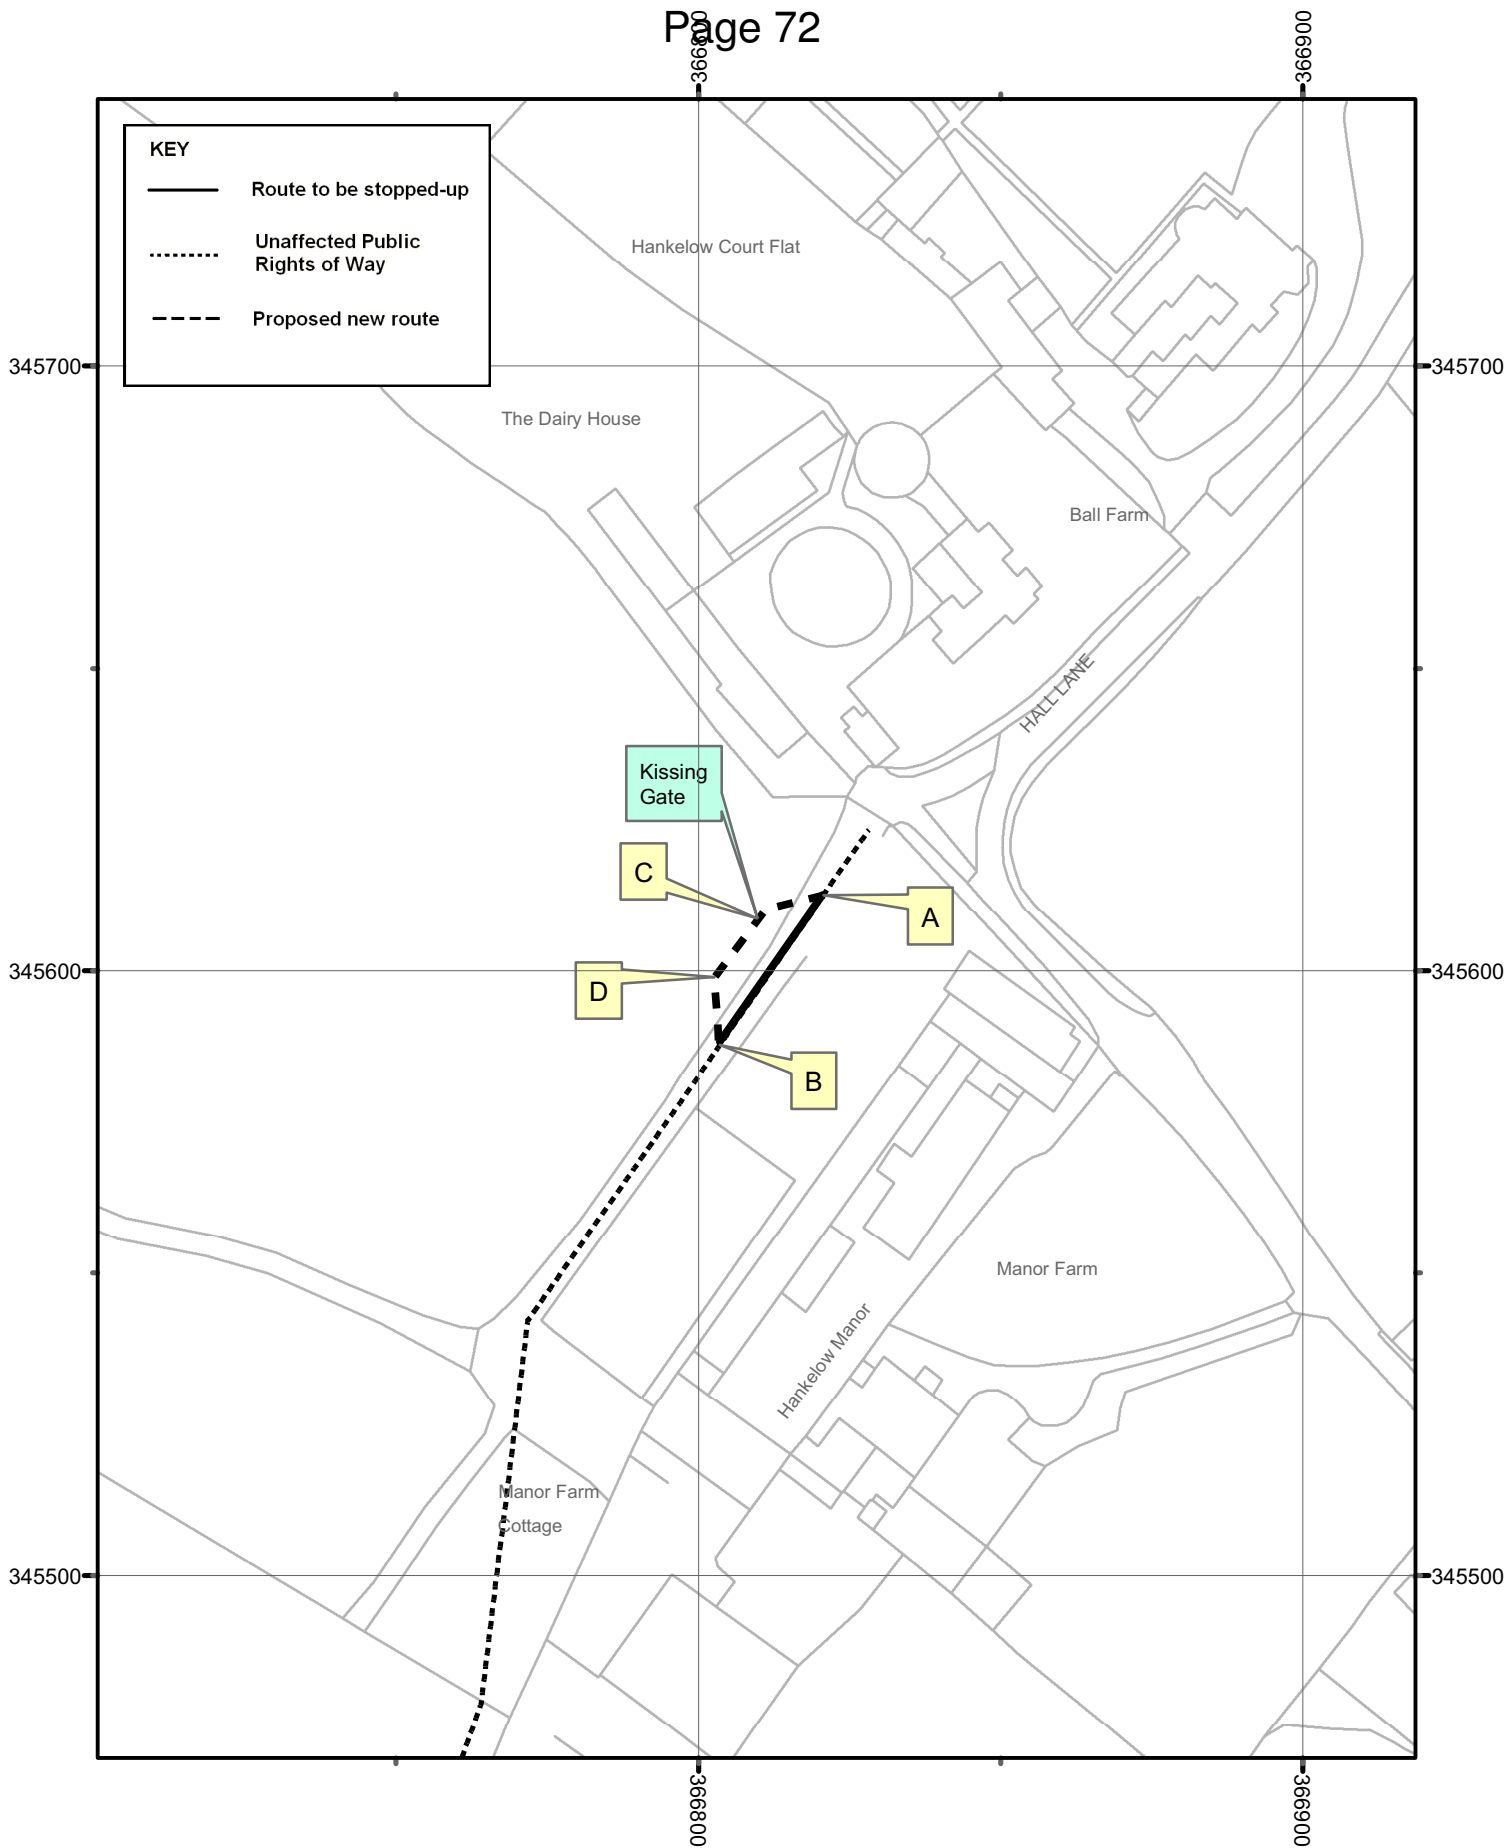 Page 72
366800
366900
KEY
Route to be stopped-up
Unaffected Public
Rights of Way
Proposed new route
Hankelow Court Flat
345700
345700
The Dairy House
Ball Farm
HALL LANE
Kissing
Gate
C
A
345600
345600
D
B
Manor Farm
Hankelow Manor
Manor Farm
Cottage
345500
345500
366800
366900